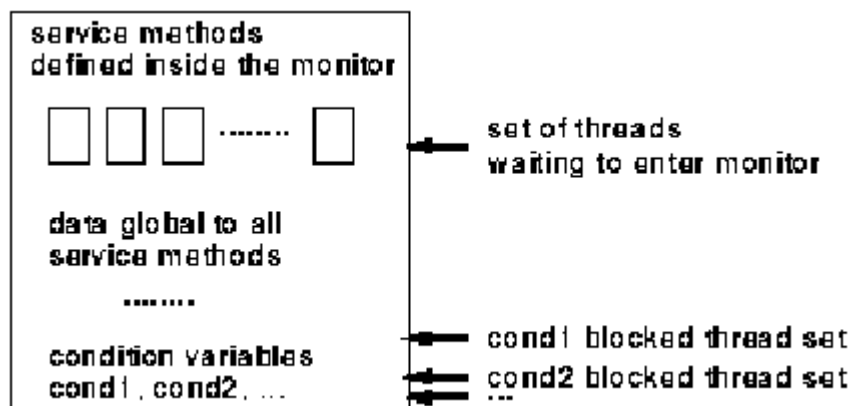 service methods
defined inside the monitor
........
set of threads
waiting to enter monitor
data global to all
service methods
........
cond1 blocked thread set
condition variables
cond2 blocked thread set
cond1, cond2, ...
...